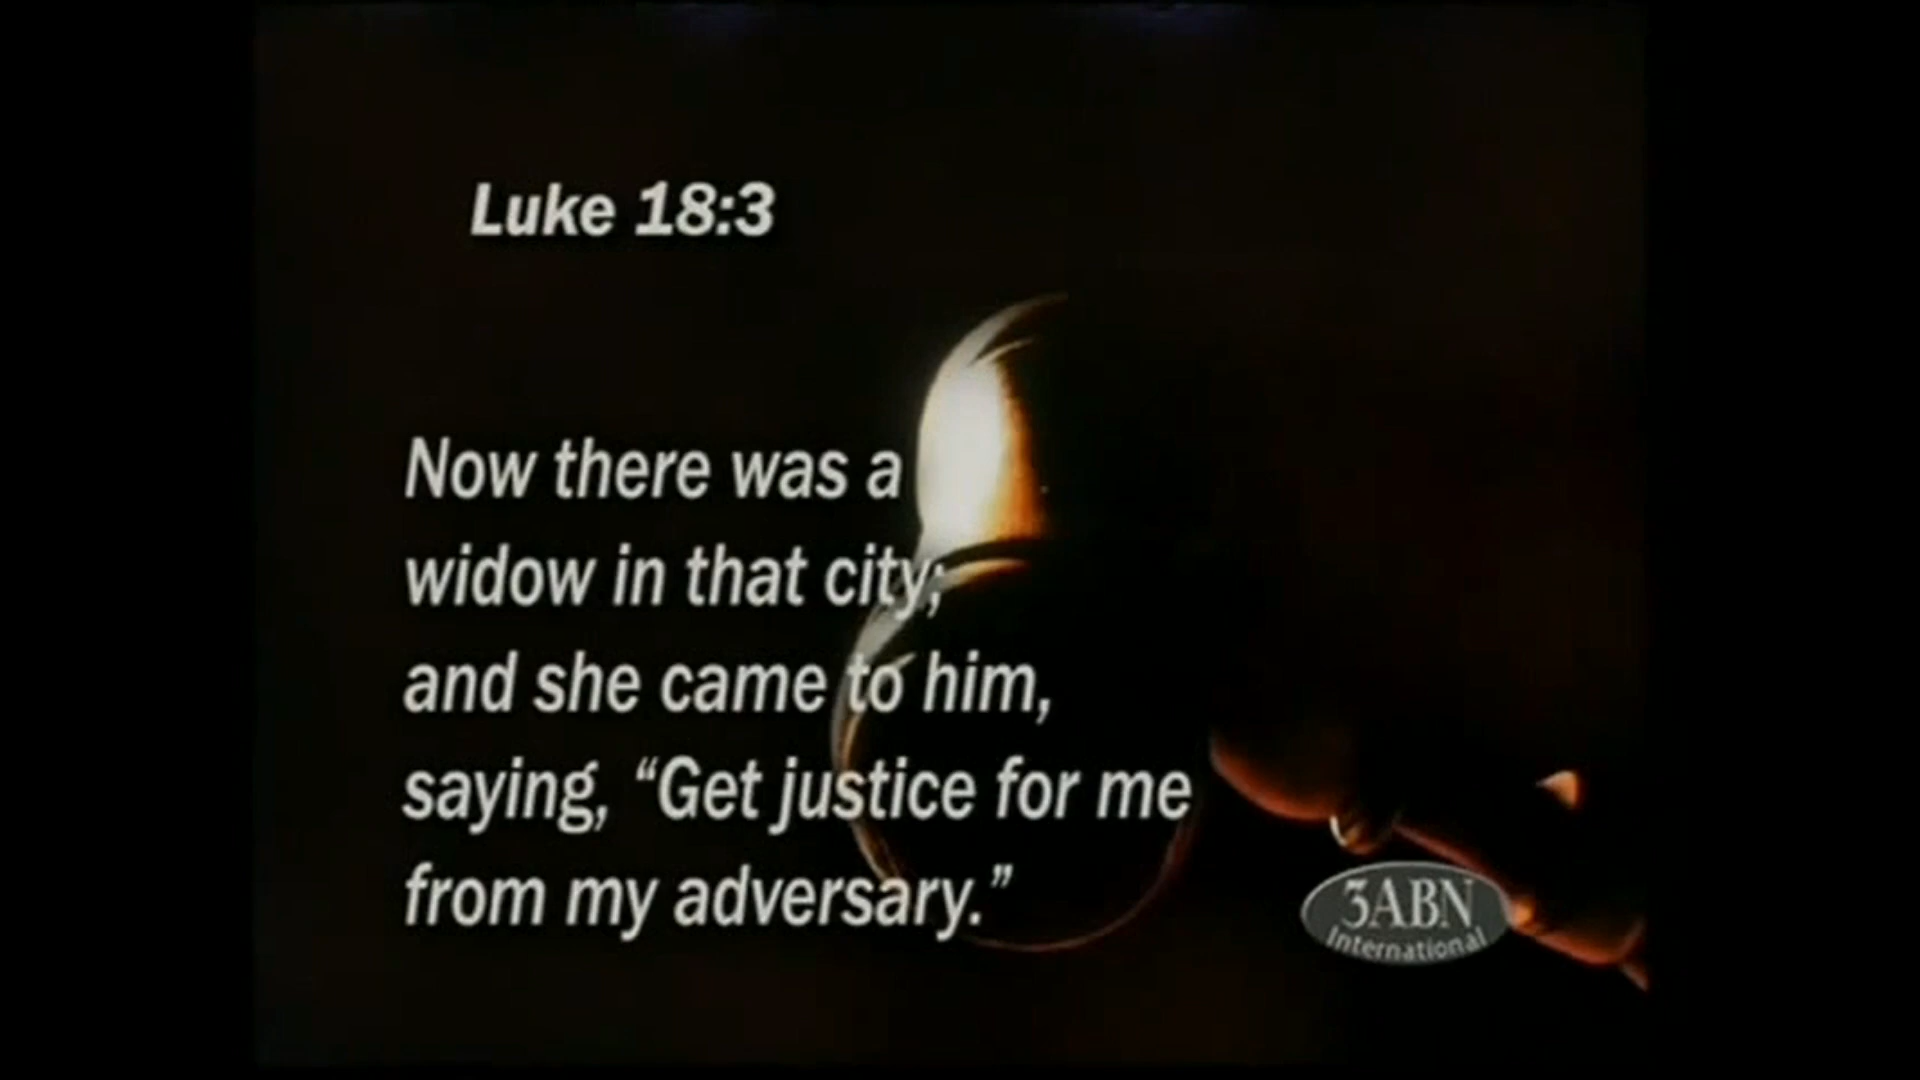 Luke 18:3
Now there was a
widow in that city;
and she came to him,
saying, “Get justice for me
from my adversary.”
3ABN
International